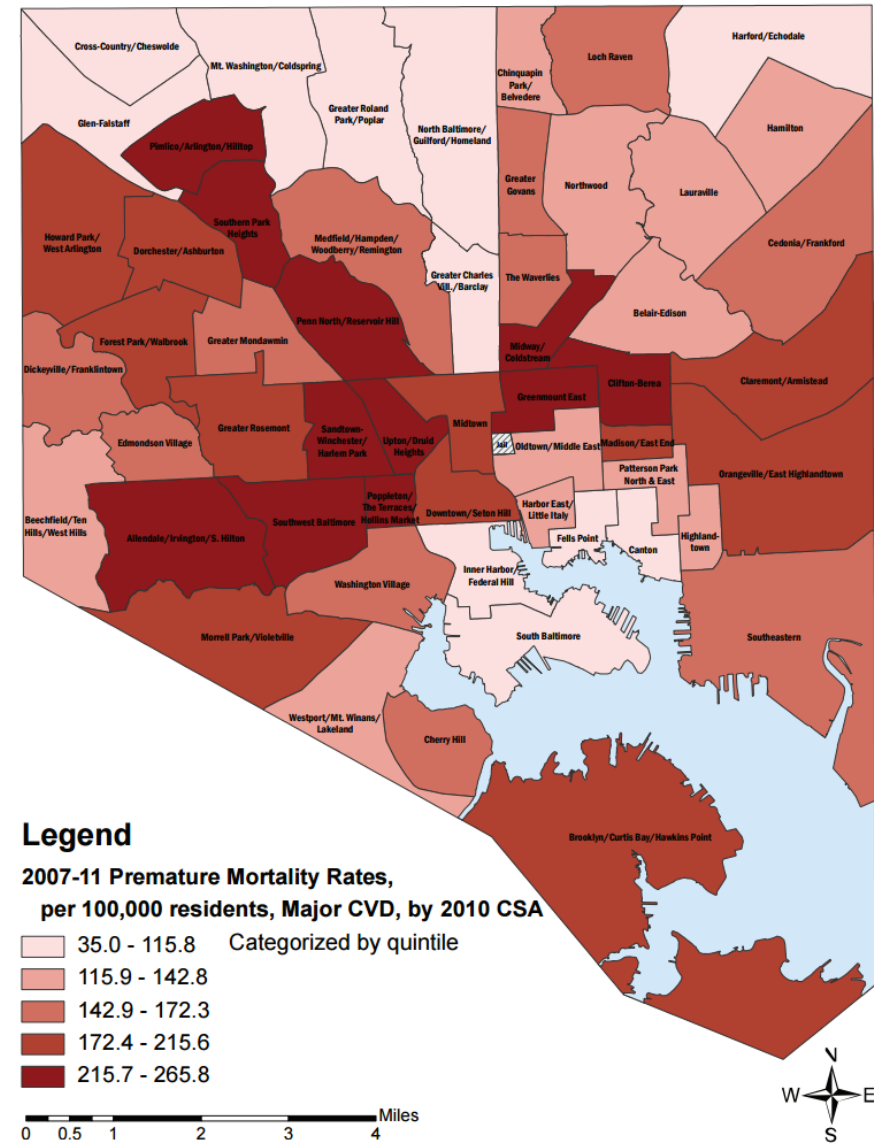 Cross-Country/Cheswolde
Mt. Washington/Coldspring
Harford/Echodale
Loch Raven
Chinquapin
Park/
Belvedere
Greater Roland
Park/Poplar
Glen-Falstaff
North Baltimore/
Guilford/Homeland
Hamilton
Pimlico/Arlington/Hilltop
Greater
Govans
Northwood
Lauraville
Southern Park
Heights
Howard Park/
West Arlington
Dorchester/Ashburton
Medfield/Hampden/
Woodberry/Remington
Cedonia/Frankford
Greater Charles
Vill./Barclay
The Waverlies
Penn North/Reservoir Hill
Belair-Edison
Forest Park/Walbrook
Greater Mondawmin
Midway/
Coldstream
Dickeyville/Franklintown
Claremont/Armistead
Clifton-Berea
Greenmount East
Sandtown-
Winchester/
Harlem Park
Upton/Druid
Heights
Midtown
Greater Rosemont
Edmondson Village
Jail
Oldtown/Middle East
Madison/East End
Patterson Park
North & East
Orangeville/East Highlandtown
Beechfield/Ten
Hills/West Hills
Allendale/Irvington/S. Hilton
Southwest Baltimore
Poppleton/
The Terraces/
Hollins Market
Downtown/Seton Hill
Harbor East/
Little Italy
Fells Point
Canton
Highland-
town
Inner Harbor/
Federal Hill
Washington Village
Morrell Park/Violetville
South Baltimore
Southeastern
Westport/Mt. Winans/
Lakeland
Cherry Hill
Brooklyn/Curtis Bay/Hawkins Point
Legend
2007-11 Premature Mortality Rates,
per 100,000 residents, Major CVD, by 2010 CSA
35.0 - 115.8 Categorized by quintile
115.9 - 142.8
142.9 - 172.3
172.4 - 215.6
215.7 - 265.8
Miles
0 0.5 1 2 3 4
N
W E
S